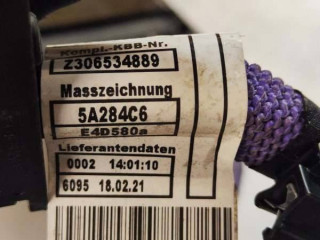 Kompl.-KBB-Nr.
Z306534889
Masszeichnung
5A284C6
E4D580a
Lieferantendaten
0002 14:01:10
6095 18.02.21